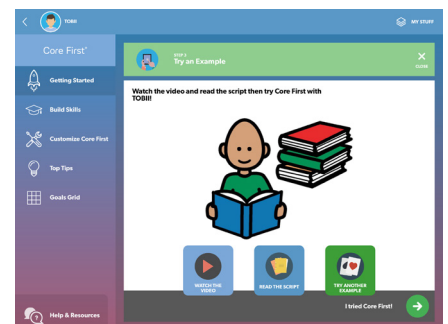 TOBII
MY STUFF
Core First®
Getting Started
Build Skills
Customize Core First
Top Tips
Goals Grid
Help & Resources
STEP 2
Try an Example
CLOSE
Watch the video and read the script then try Core First with
TOBII!
WATCH THE
VIDEO
READ THE SCRIPT
TRY ANOTHER
EXAMPLE
I tried Core First!